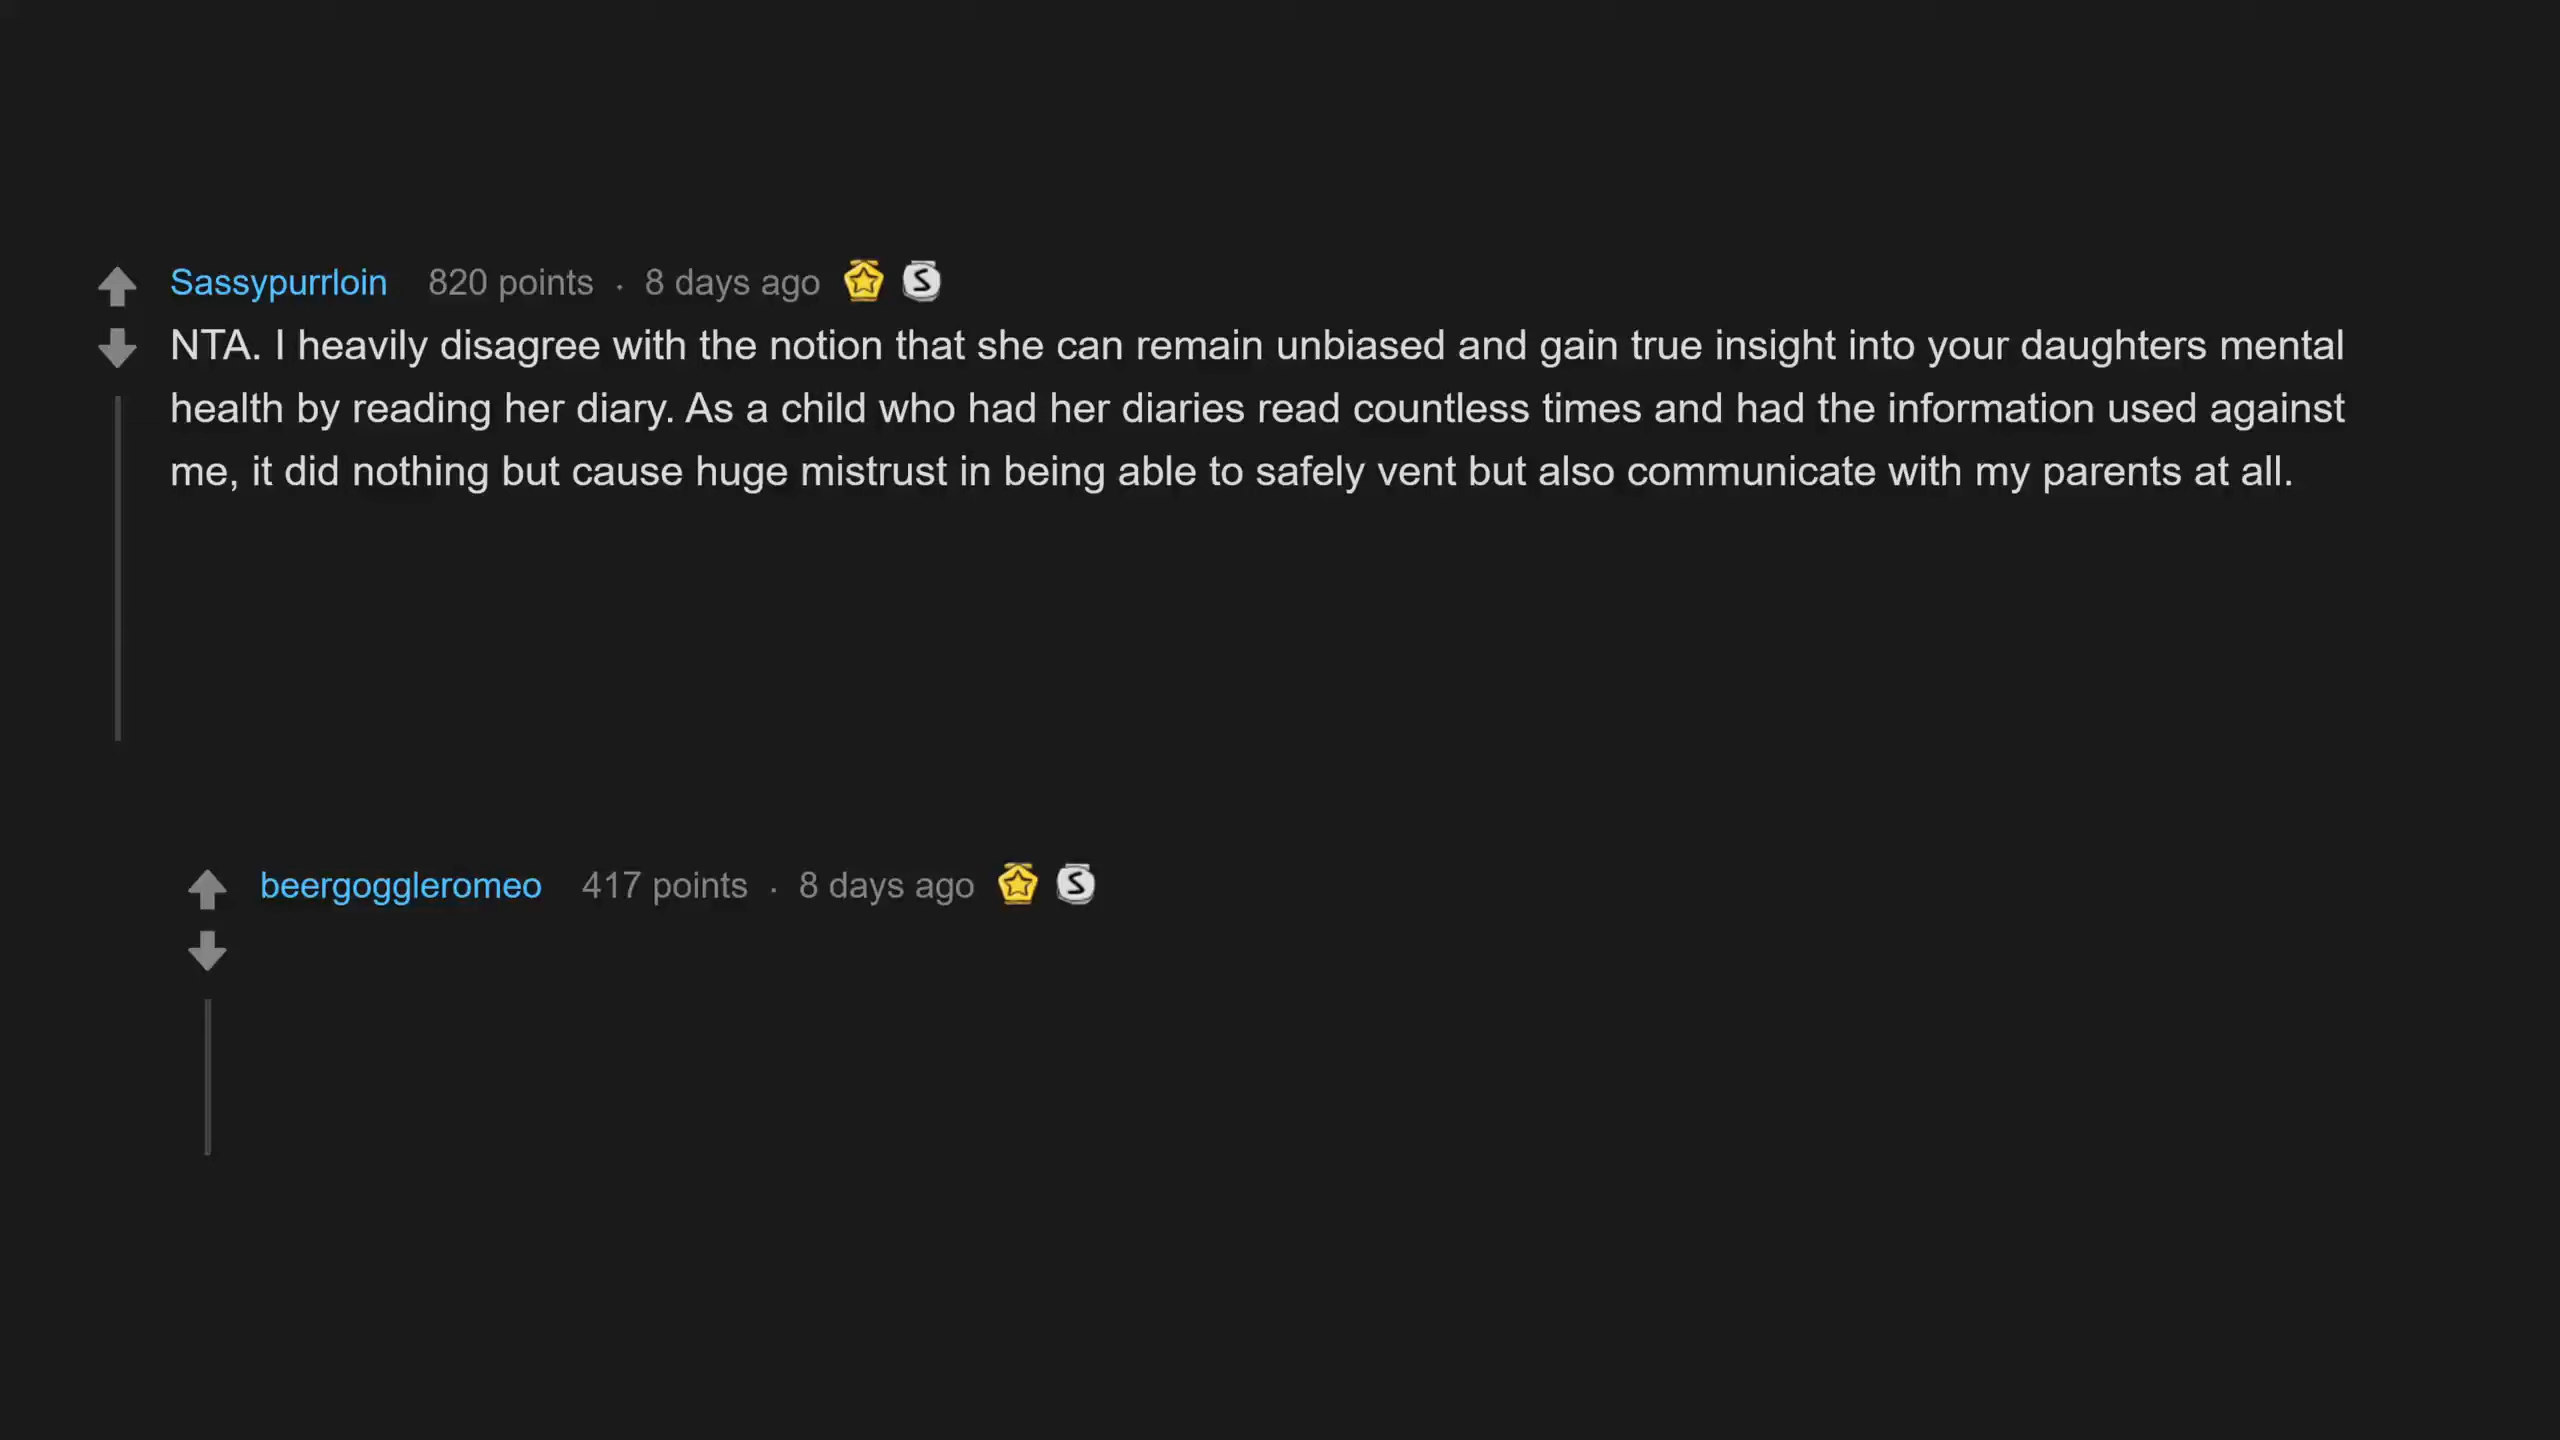 Sassypurrloin 820 points · 8 days ago S
NTA. I heavily disagree with the notion that she can remain unbiased and gain true insight into your daughters mental
health by reading her diary. As a child who had her diaries read countless times and had the information used against
me, it did nothing but cause huge mistrust in being able to safely vent but also communicate with my parents at all.
beergoggleromeo 417 points · 8 days ago S